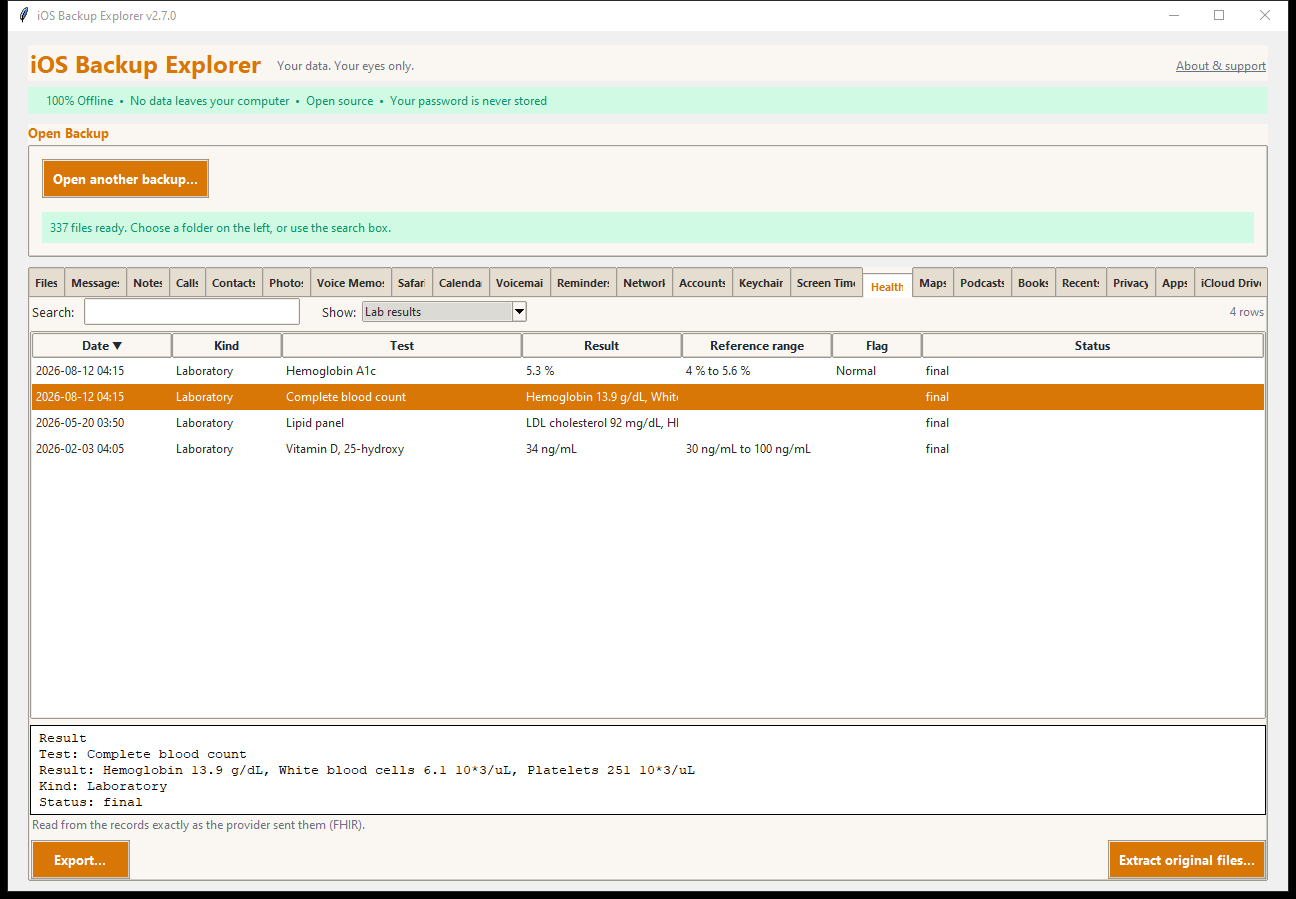 iOS Backup Explorer v2.7.0
iOS Backup Explorer Your data. Your eyes only. About & support
100% Offline • No data leaves your computer • Open source • Your password is never stored
Open Backup
Open another backup...
337 files ready. Choose a folder on the left, or use the search box.
Files Messages Notes Calls Contacts Photos Voice Memos Safari Calenda Voicemai Reminders Network Accounts Keychain Screen Time Health Maps Podcasts Books Recents Privacy Apps iCloud Drive
Search: Show: Lab results 4 rows
Date ▼ Kind Test Result Reference range Flag Status
2026-08-12 04:15 Laboratory Hemoglobin A1c 5.3 % 4 % to 5.6 % Normal final
2026-08-12 04:15 Laboratory Complete blood count Hemoglobin 13.9 g/dL, White final
2026-05-20 03:50 Laboratory Lipid panel LDL cholesterol 92 mg/dL, HI final
2026-02-03 04:05 Laboratory Vitamin D, 25-hydroxy 34 ng/mL 30 ng/mL to 100 ng/mL final
Result
Test: Complete blood count
Result: Hemoglobin 13.9 g/dL, White blood cells 6.1 10*3/uL, Platelets 251 10*3/uL
Kind: Laboratory
Status: final
Read from the records exactly as the provider sent them (FHIR).
Export... Extract original files...